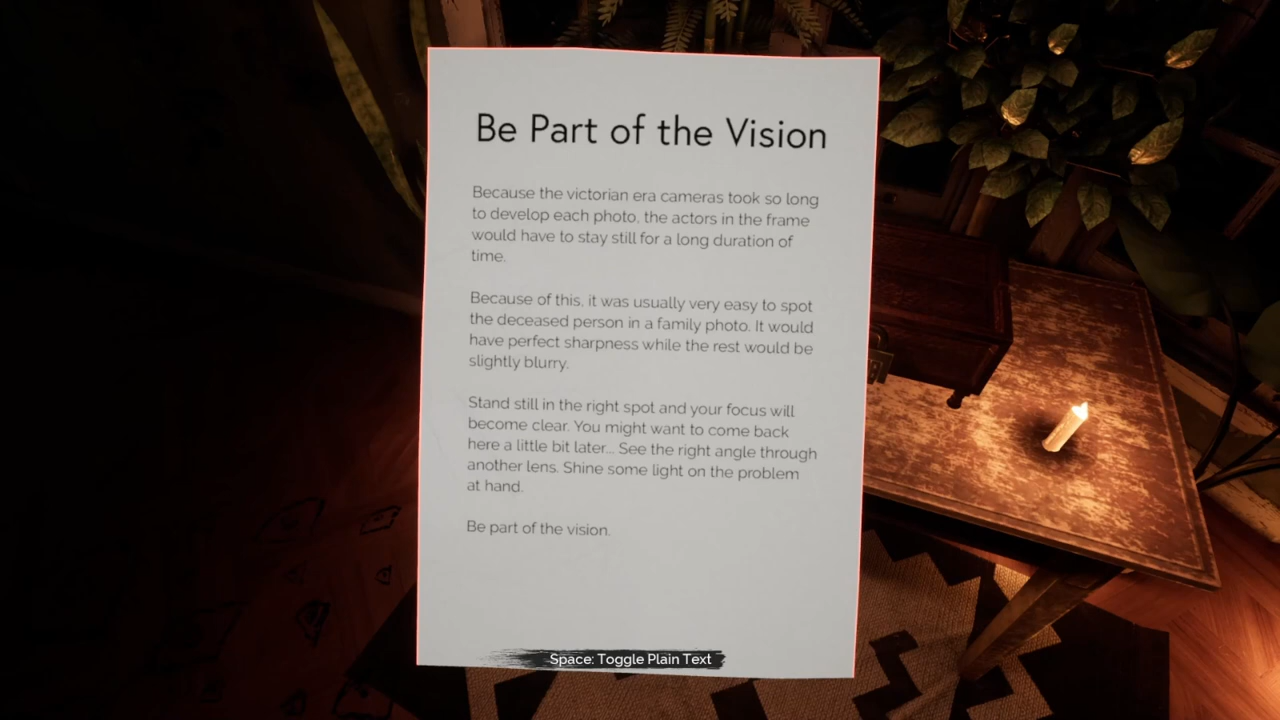 Be Part of the Vision
Because the victorian era cameras took so long
to develop each photo, the actors in the frame
would have to stay still for a long duration of
time.
Because of this, it was usually very easy to spot
the deceased person in a family photo. It would
have perfect sharpness while the rest would be
slightly blurry.
Stand still in the right spot and your focus will
become clear. You might want to come back
here a little bit later... See the right angle through
another lens. Shine some light on the problem
at hand.
Be part of the vision.
Space: Toggle Plain Text